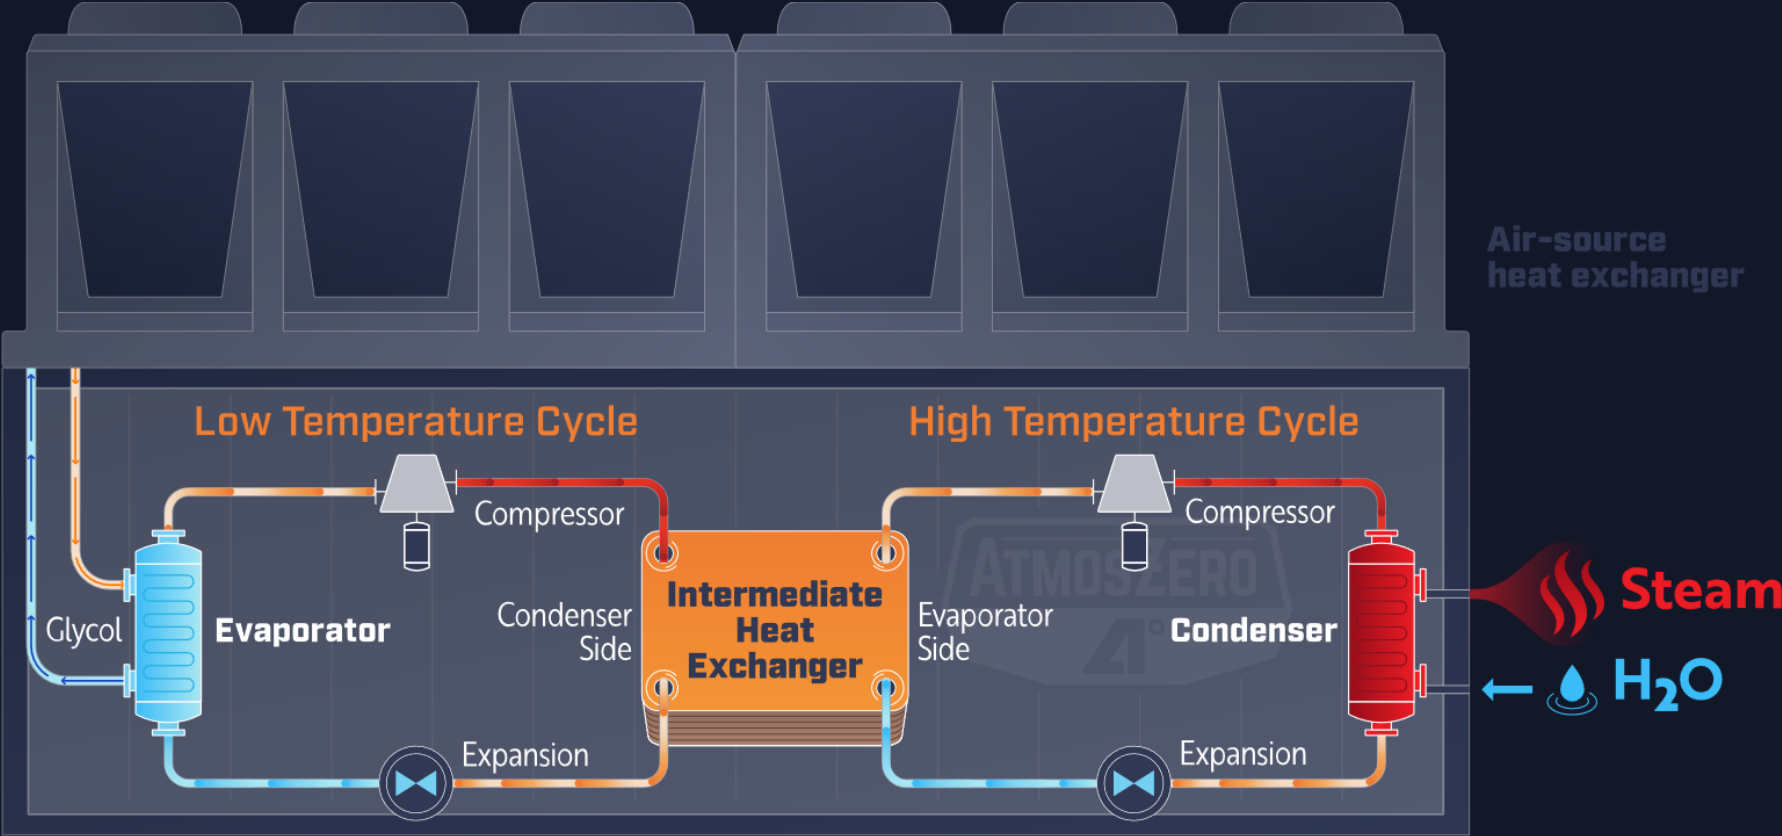 Air-source
heat exchanger
Low Temperature Cycle
High Temperature Cycle
Compressor
Compressor
ATMOSZERO
A°
Intermediate
Heat
Exchanger
Condenser
Side
Evaporator
Side
Glycol
Evaporator
Condenser
Steam
H₂O
Expansion
Expansion